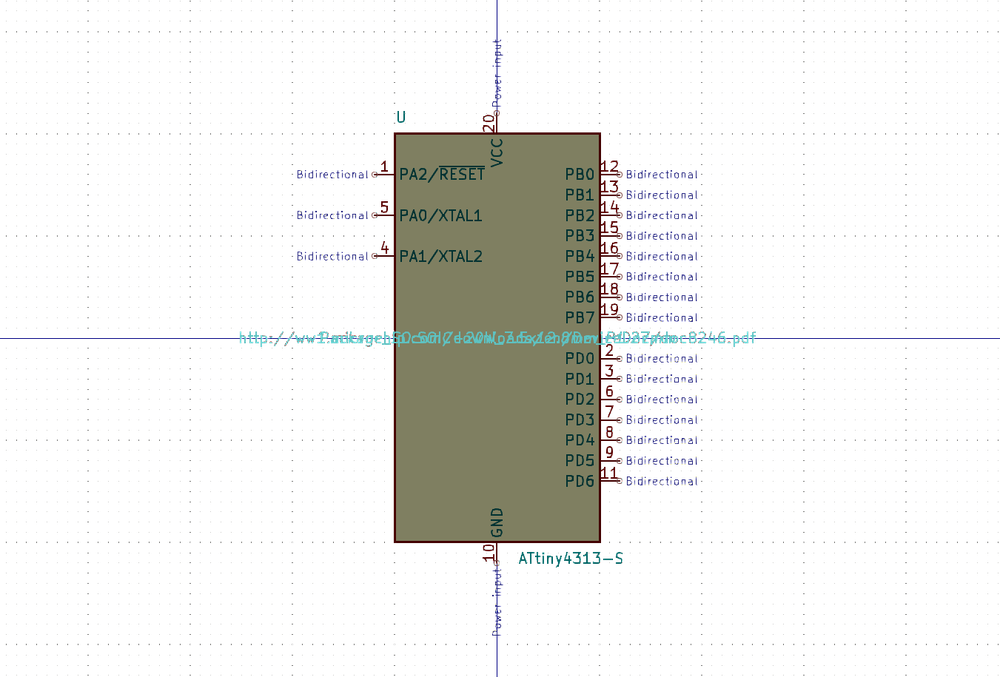 Power input
20
U
VCC
Bidirectional 1 PA2/RESET PB0 12 Bidirectional
PB1 13 Bidirectional
Bidirectional 5 PA0/XTAL1 PB2 14 Bidirectional
PB3 15 Bidirectional
Bidirectional 4 PA1/XTAL2 PB4 16 Bidirectional
PB5 17 Bidirectional
PB6 18 Bidirectional
PB7 19 Bidirectional
PD0 2 Bidirectional
PD1 3 Bidirectional
PD2 6 Bidirectional
PD3 7 Bidirectional
PD4 8 Bidirectional
PD5 9 Bidirectional
PD6 11 Bidirectional
GND
10 ATtiny4313-S
Power input